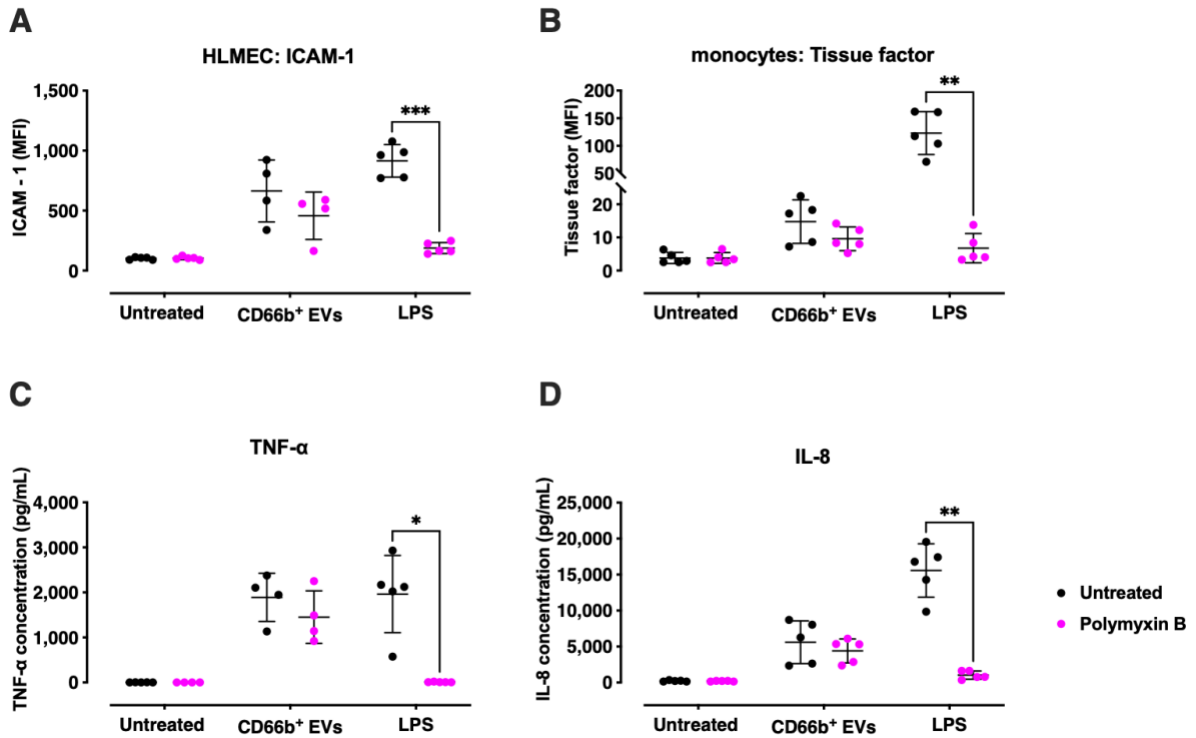 A
HLMEC: ICAM-1
ICAM - 1 (MFI)
1,500
1,000
500
0
***
Untreated
CD66b⁺ EVs
LPS
B
monocytes: Tissue factor
Tissue factor (MFI)
200
150
100
50
20
10
0
**
Untreated
CD66b⁺ EVs
LPS
C
TNF-α
TNF-α concentration (pg/mL)
4,000
3,000
2,000
1,000
0
*
Untreated
CD66b⁺ EVs
LPS
D
IL-8
IL-8 concentration (pg/mL)
25,000
20,000
15,000
10,000
5,000
0
**
Untreated
CD66b⁺ EVs
LPS
Untreated
Polymyxin B